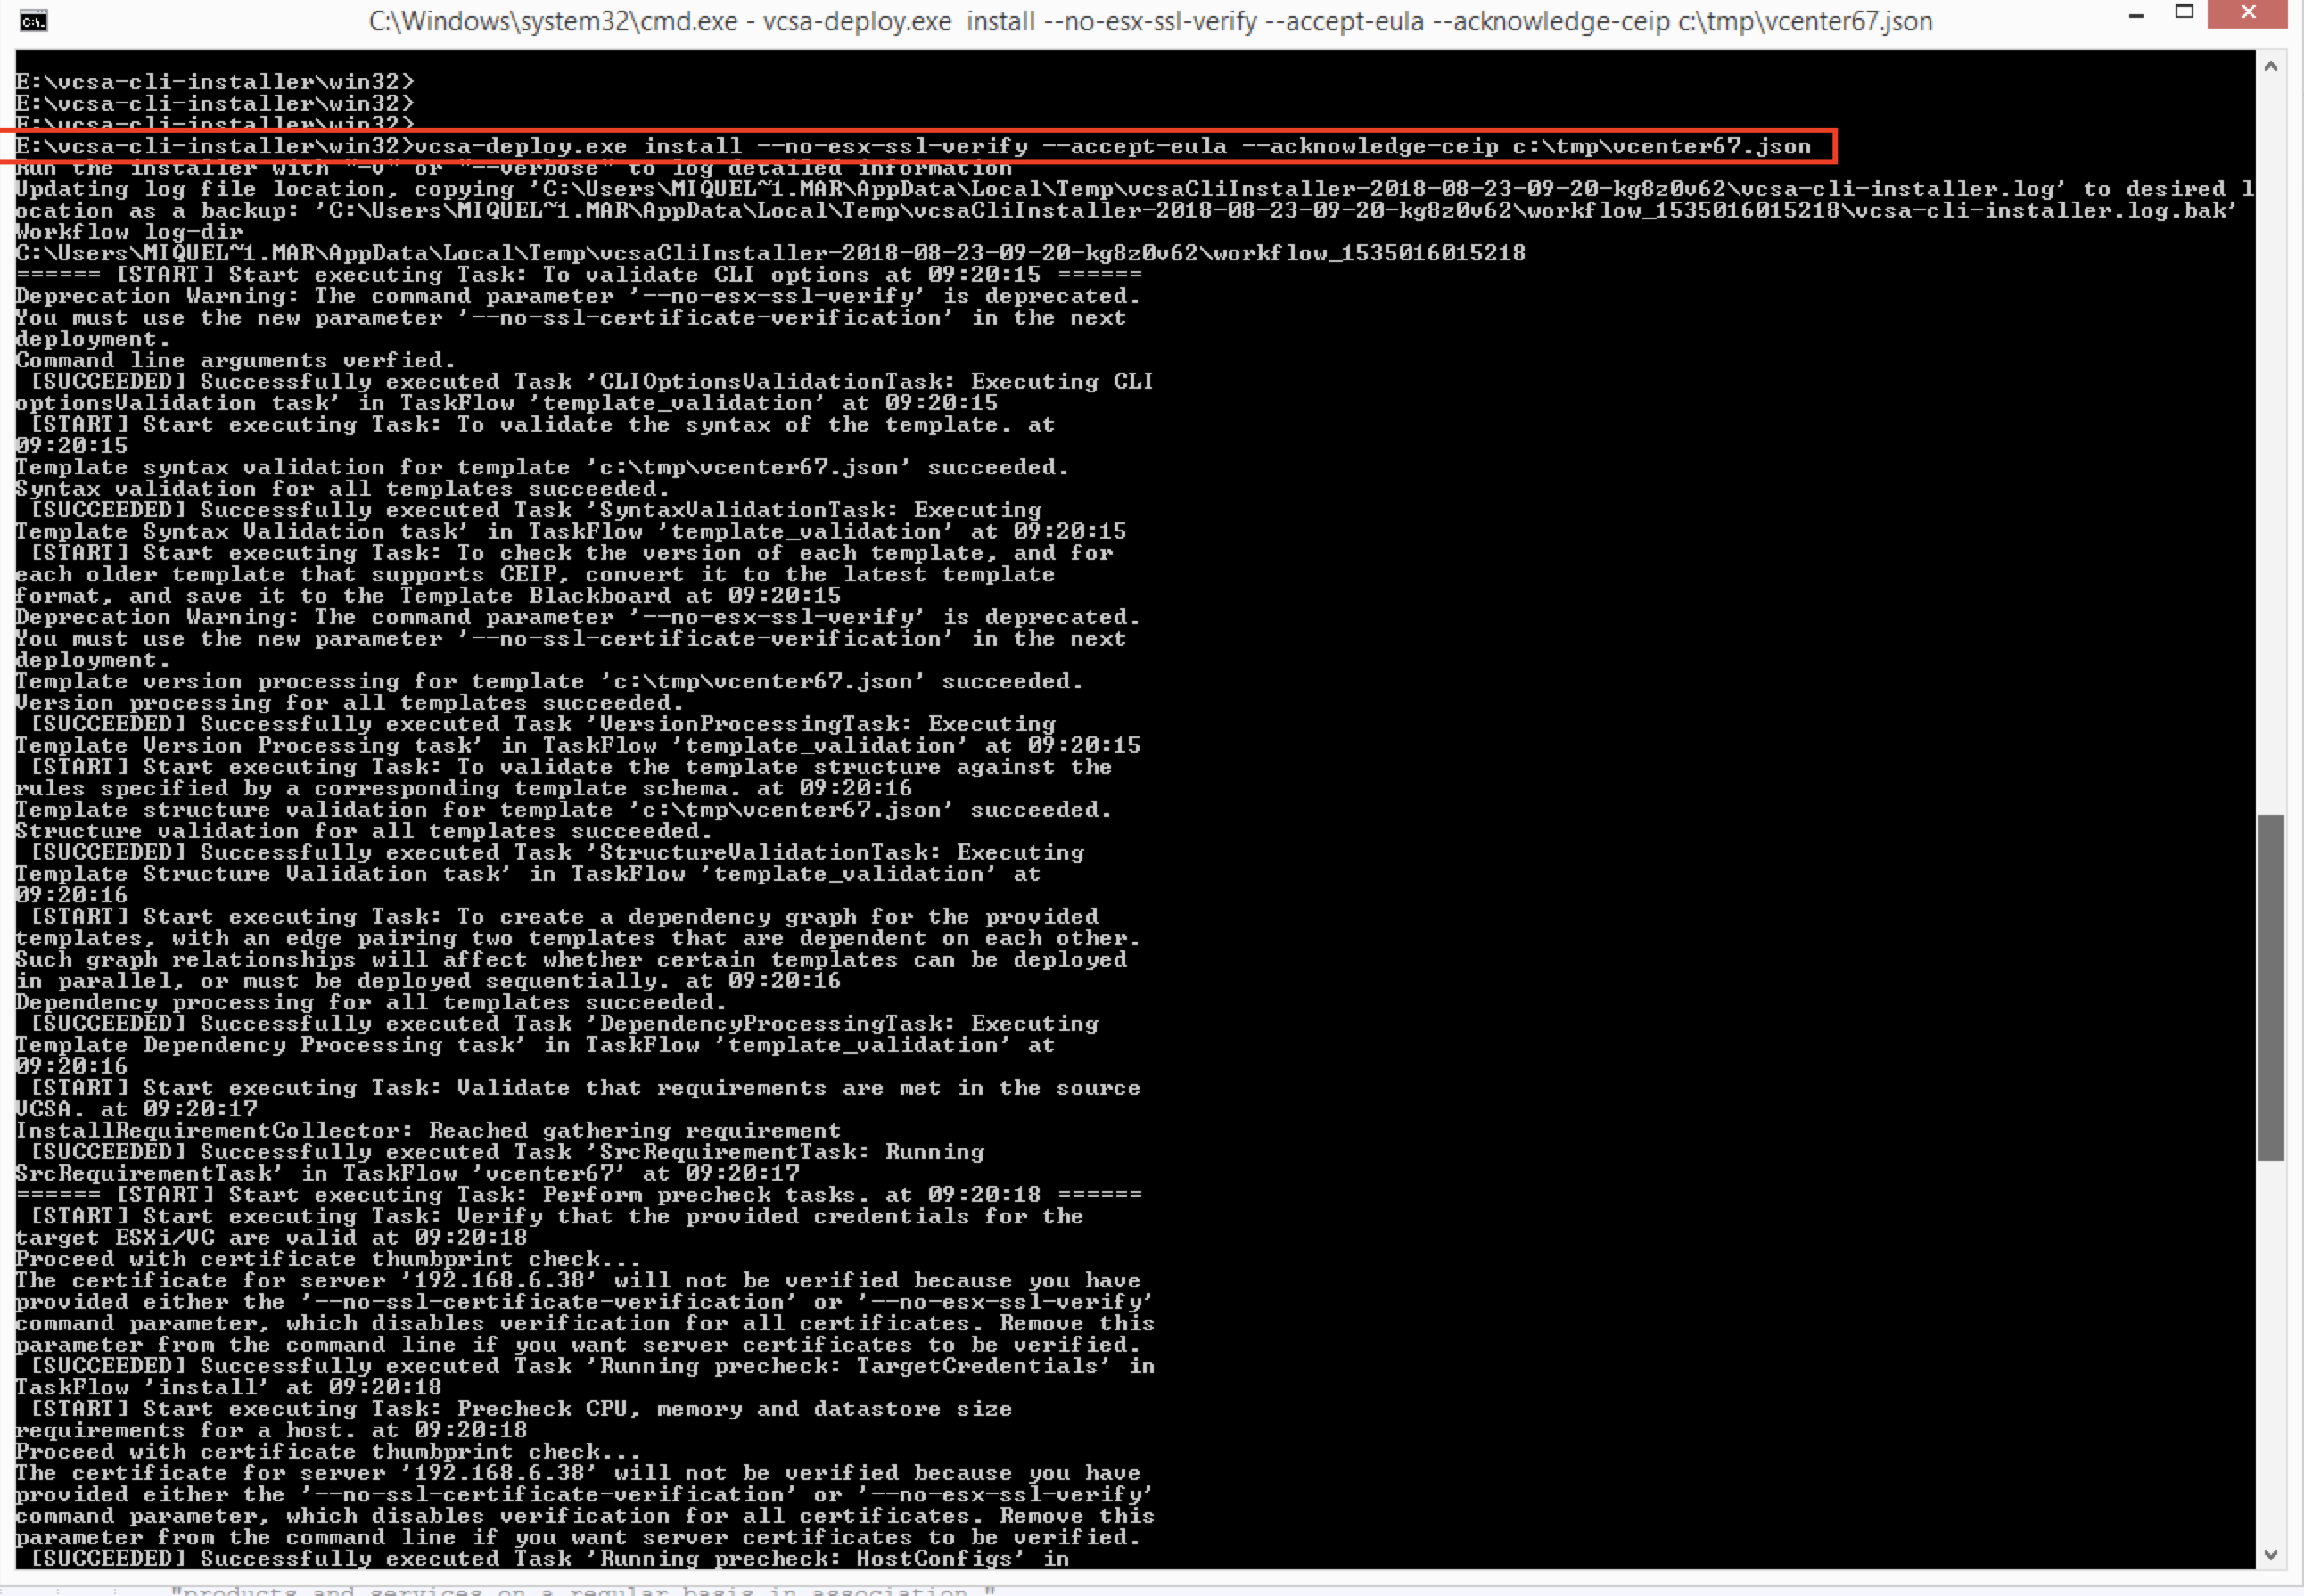 C:\Windows\system32\cmd.exe - vcsa-deploy.exe  install --no-esx-ssl-verify --accept-eula --acknowledge-ceip c:\tmp\vcenter67.json
E:\vcsa-cli-installer\win32>
E:\vcsa-cli-installer\win32>
E:\vcsa-cli-installer\win32>
E:\vcsa-cli-installer\win32>vcsa-deploy.exe install --no-esx-ssl-verify --accept-eula --acknowledge-ceip c:\tmp\vcenter67.json
Run the installer with "-v" or "--verbose" to log detailed information
Updating log file location, copying 'C:\Users\MIQUEL~1.MAR\AppData\Local\Temp\vcsaCliInstaller-2018-08-23-09-20-kg8z0v62\vcsa-cli-installer.log' to desired l
ocation as a backup: 'C:\Users\MIQUEL~1.MAR\AppData\Local\Temp\vcsaCliInstaller-2018-08-23-09-20-kg8z0v62\workflow_1535016015218\vcsa-cli-installer.log.bak'
Workflow log-dir
C:\Users\MIQUEL~1.MAR\AppData\Local\Temp\vcsaCliInstaller-2018-08-23-09-20-kg8z0v62\workflow_1535016015218
====== [START] Start executing Task: To validate CLI options at 09:20:15 ======
Deprecation Warning: The command parameter '--no-esx-ssl-verify' is deprecated.
You must use the new parameter '--no-ssl-certificate-verification' in the next
deployment.
Command line arguments verfied.
 [SUCCEEDED] Successfully executed Task 'CLIOptionsValidationTask: Executing CLI
optionsValidation task' in TaskFlow 'template_validation' at 09:20:15
 [START] Start executing Task: To validate the syntax of the template. at
09:20:15
Template syntax validation for template 'c:\tmp\vcenter67.json' succeeded.
Syntax validation for all templates succeeded.
 [SUCCEEDED] Successfully executed Task 'SyntaxValidationTask: Executing
Template Syntax Validation task' in TaskFlow 'template_validation' at 09:20:15
 [START] Start executing Task: To check the version of each template, and for
each older template that supports CEIP, convert it to the latest template
format, and save it to the Template Blackboard at 09:20:15
Deprecation Warning: The command parameter '--no-esx-ssl-verify' is deprecated.
You must use the new parameter '--no-ssl-certificate-verification' in the next
deployment.
Template version processing for template 'c:\tmp\vcenter67.json' succeeded.
Version processing for all templates succeeded.
 [SUCCEEDED] Successfully executed Task 'VersionProcessingTask: Executing
Template Version Processing task' in TaskFlow 'template_validation' at 09:20:15
 [START] Start executing Task: To validate the template structure against the
rules specified by a corresponding template schema. at 09:20:16
Template structure validation for template 'c:\tmp\vcenter67.json' succeeded.
Structure validation for all templates succeeded.
 [SUCCEEDED] Successfully executed Task 'StructureValidationTask: Executing
Template Structure Validation task' in TaskFlow 'template_validation' at
09:20:16
 [START] Start executing Task: To create a dependency graph for the provided
templates, with an edge pairing two templates that are dependent on each other.
Such graph relationships will affect whether certain templates can be deployed
in parallel, or must be deployed sequentially. at 09:20:16
Dependency processing for all templates succeeded.
 [SUCCEEDED] Successfully executed Task 'DependencyProcessingTask: Executing
Template Dependency Processing task' in TaskFlow 'template_validation' at
09:20:16
 [START] Start executing Task: Validate that requirements are met in the source
VCSA. at 09:20:17
InstallRequirementCollector: Reached gathering requirement
 [SUCCEEDED] Successfully executed Task 'SrcRequirementTask: Running
SrcRequirementTask' in TaskFlow 'vcenter67' at 09:20:17
====== [START] Start executing Task: Perform precheck tasks. at 09:20:18 ======
 [START] Start executing Task: Verify that the provided credentials for the
target ESXi/VC are valid at 09:20:18
Proceed with certificate thumbprint check...
The certificate for server '192.168.6.38' will not be verified because you have
provided either the '--no-ssl-certificate-verification' or '--no-esx-ssl-verify'
command parameter, which disables verification for all certificates. Remove this
parameter from the command line if you want server certificates to be verified.
 [SUCCEEDED] Successfully executed Task 'Running precheck: TargetCredentials' in
TaskFlow 'install' at 09:20:18
 [START] Start executing Task: Precheck CPU, memory and datastore size
requirements for a host. at 09:20:18
Proceed with certificate thumbprint check...
The certificate for server '192.168.6.38' will not be verified because you have
provided either the '--no-ssl-certificate-verification' or '--no-esx-ssl-verify'
command parameter, which disables verification for all certificates. Remove this
parameter from the command line if you want server certificates to be verified.
 [SUCCEEDED] Successfully executed Task 'Running precheck: HostConfigs' in
"products and services on a regular basis in association "